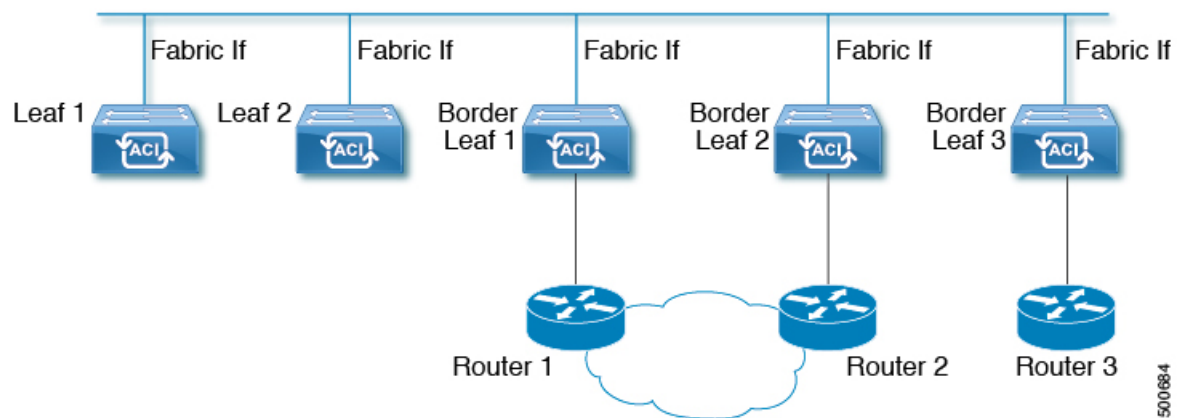 Fabric If
Fabric If
Fabric If
Fabric If
Fabric If
Leaf 1
ACI
Leaf 2
ACI
Border
Leaf 1
ACI
Border
Leaf 2
ACI
Border
Leaf 3
ACI
Router 1
Router 2
Router 3
500684